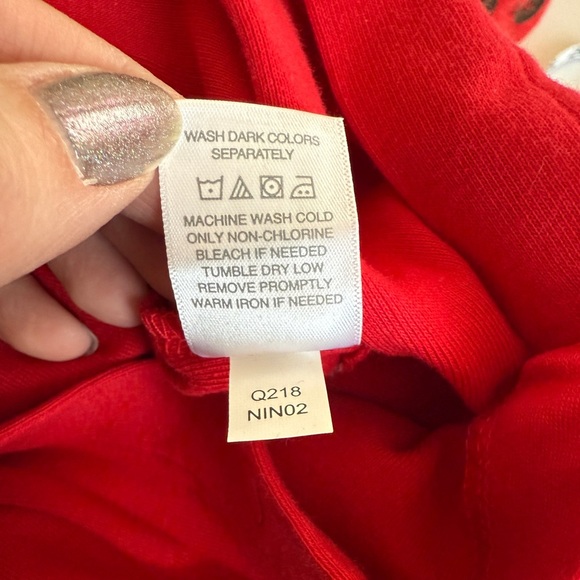 WASH DARK COLORS
SEPARATELY
MACHINE WASH COLD
ONLY NON-CHLORINE
BLEACH IF NEEDED
TUMBLE DRY LOW
REMOVE PROMPTLY
WARM IRON IF NEEDED
Q218
NIN02